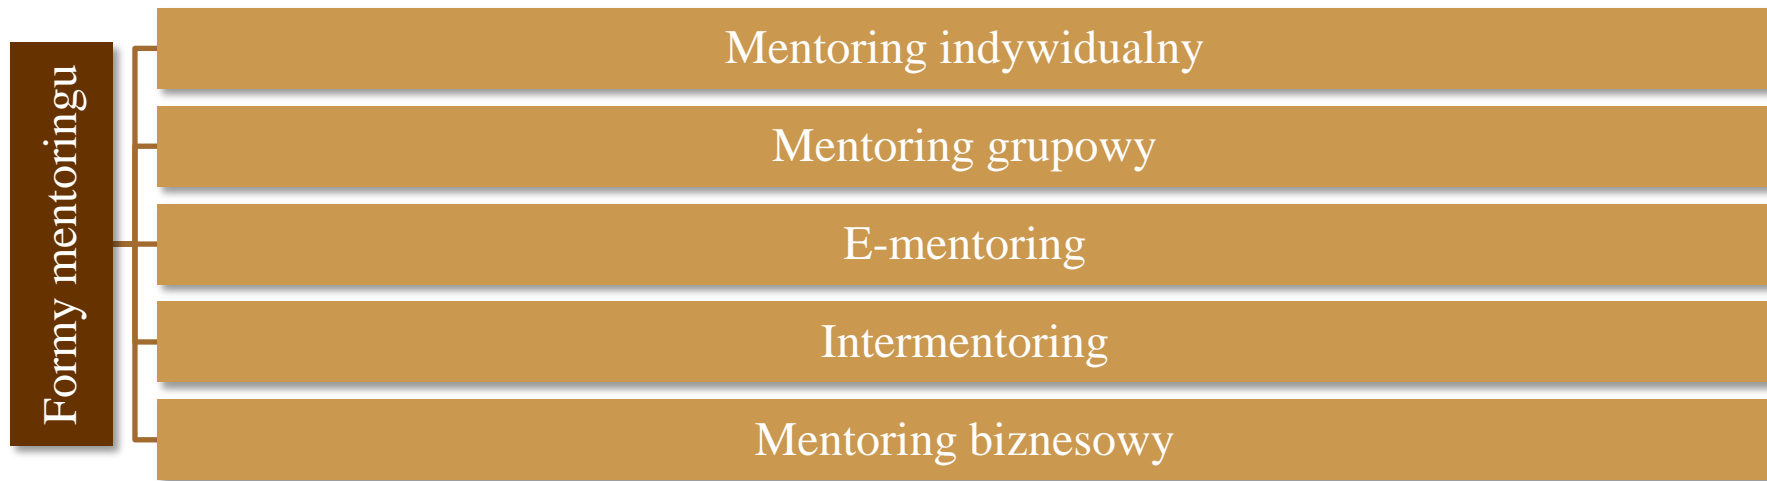 Formy mentoringu
Mentoring indywidualny
Mentoring grupowy
E-mentoring
Intermentoring
Mentoring biznesowy